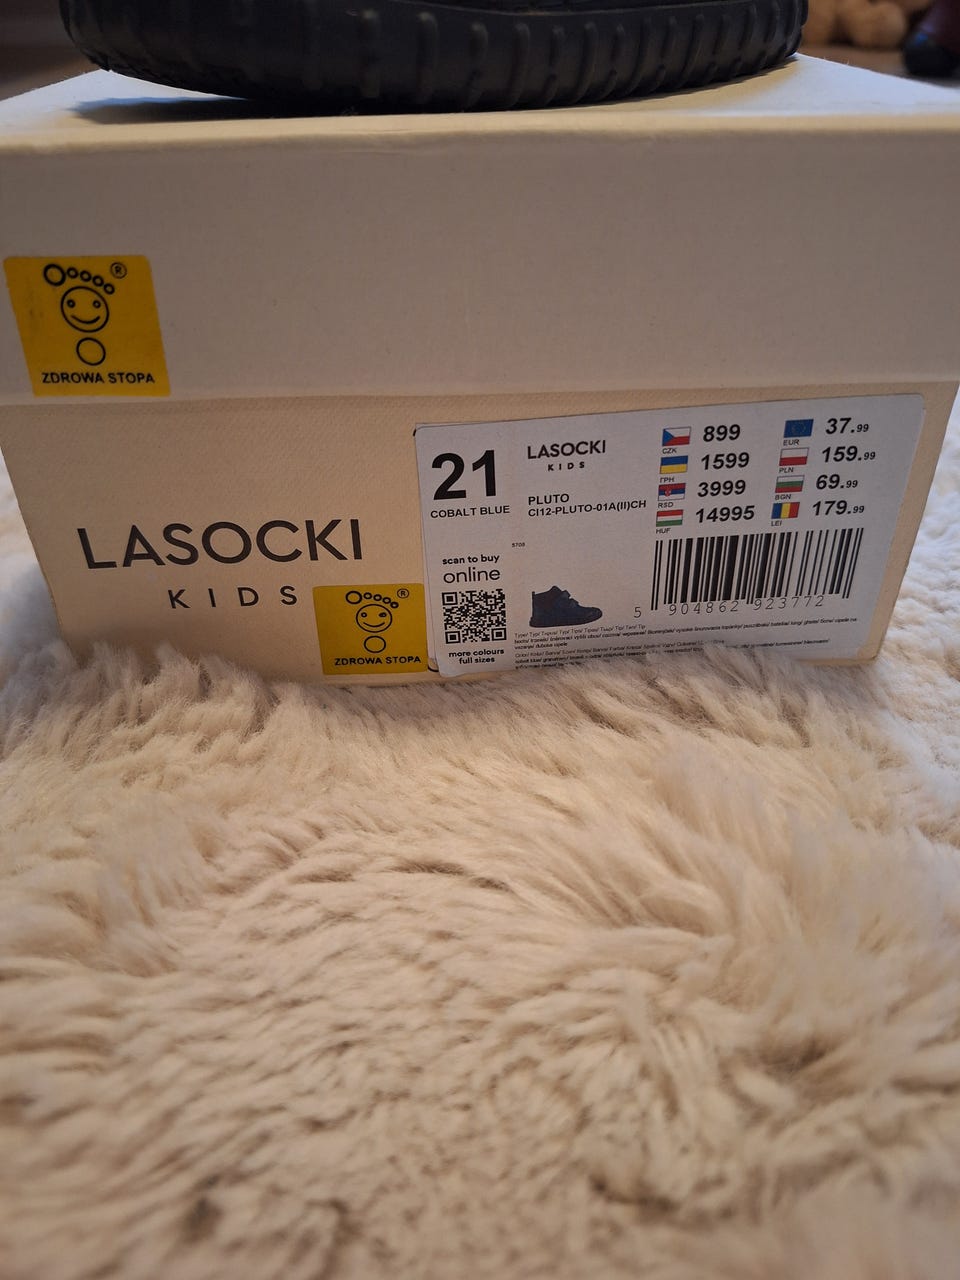 ®
ZDROWA STOPA
LASOCKI
KIDS
®
ZDROWA STOPA
21
COBALT BLUE
LASOCKI
KIDS
PLUTO
CI12-PLUTO-01A(II)CH
CZK 899
ГРН 1599
RSD 3999
HUF 14995
EUR 37.99
PLN 159.99
BGN 69.99
LEI 179.99
scan to buy
online
more colours
full sizes
5 904862 923772